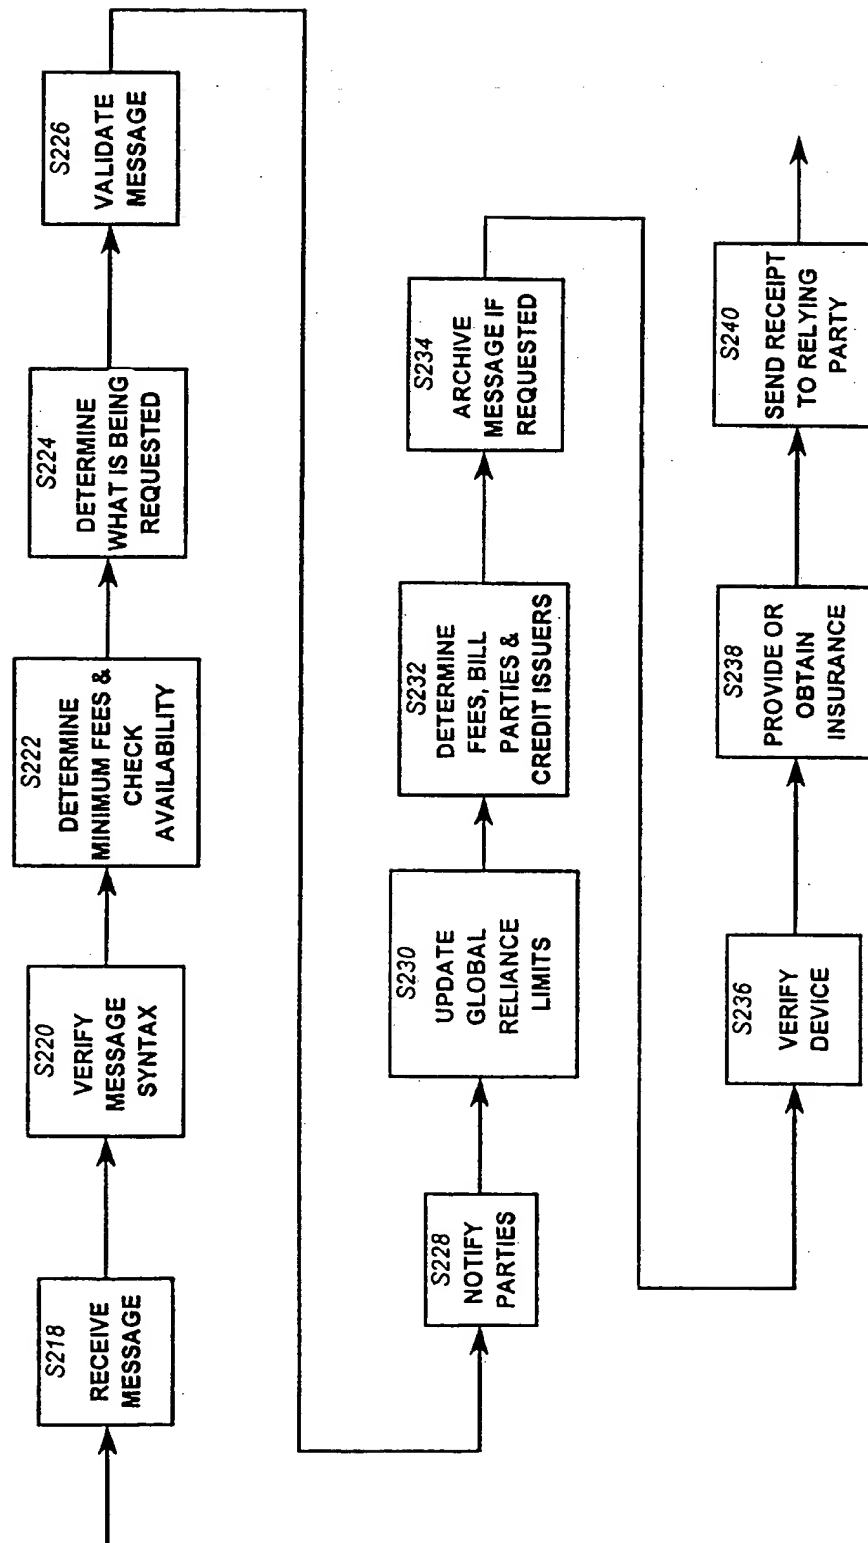 S218
RECEIVE
MESSAGE
S220
VERIFY
MESSAGE
SYNTAX
S222
DETERMINE
MINIMUM FEES &
CHECK
AVAILABILITY
S224
DETERMINE
WHAT IS BEING
REQUESTED
S226
VALIDATE
MESSAGE
S228
NOTIFY
PARTIES
S230
UPDATE
GLOBAL
RELIANCE
LIMITS
S232
DETERMINE
FEES, BILL
PARTIES &
CREDIT ISSUERS
S234
ARCHIVE
MESSAGE IF
REQUESTED
S236
VERIFY
DEVICE
S238
PROVIDE OR
OBTAIN
INSURANCE
S240
SEND RECEIPT
TO RELYING
PARTY